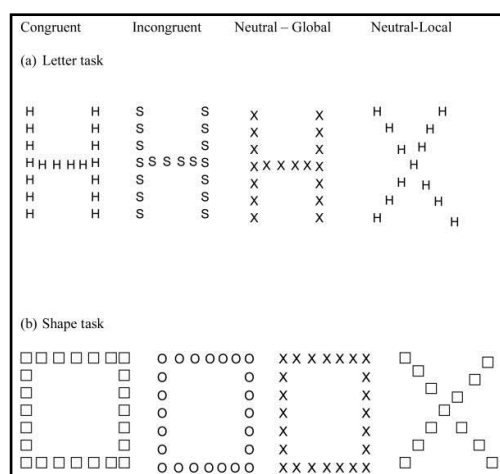 Congruent Incongruent Neutral – Global Neutral-Local
(a) Letter task
H H S S X X H H
H H S S X X H H
H H S S X X H H
H H H H H H S S S S S S X X X X X X H
H H S S X X H H
H H S S X X H H
H H S S X X H H
(b) Shape task
O O O O O O O X X X X X X X
O O X X
O O X X
O O X X
O O X X
O O X X
O O O O O O O X X X X X X X